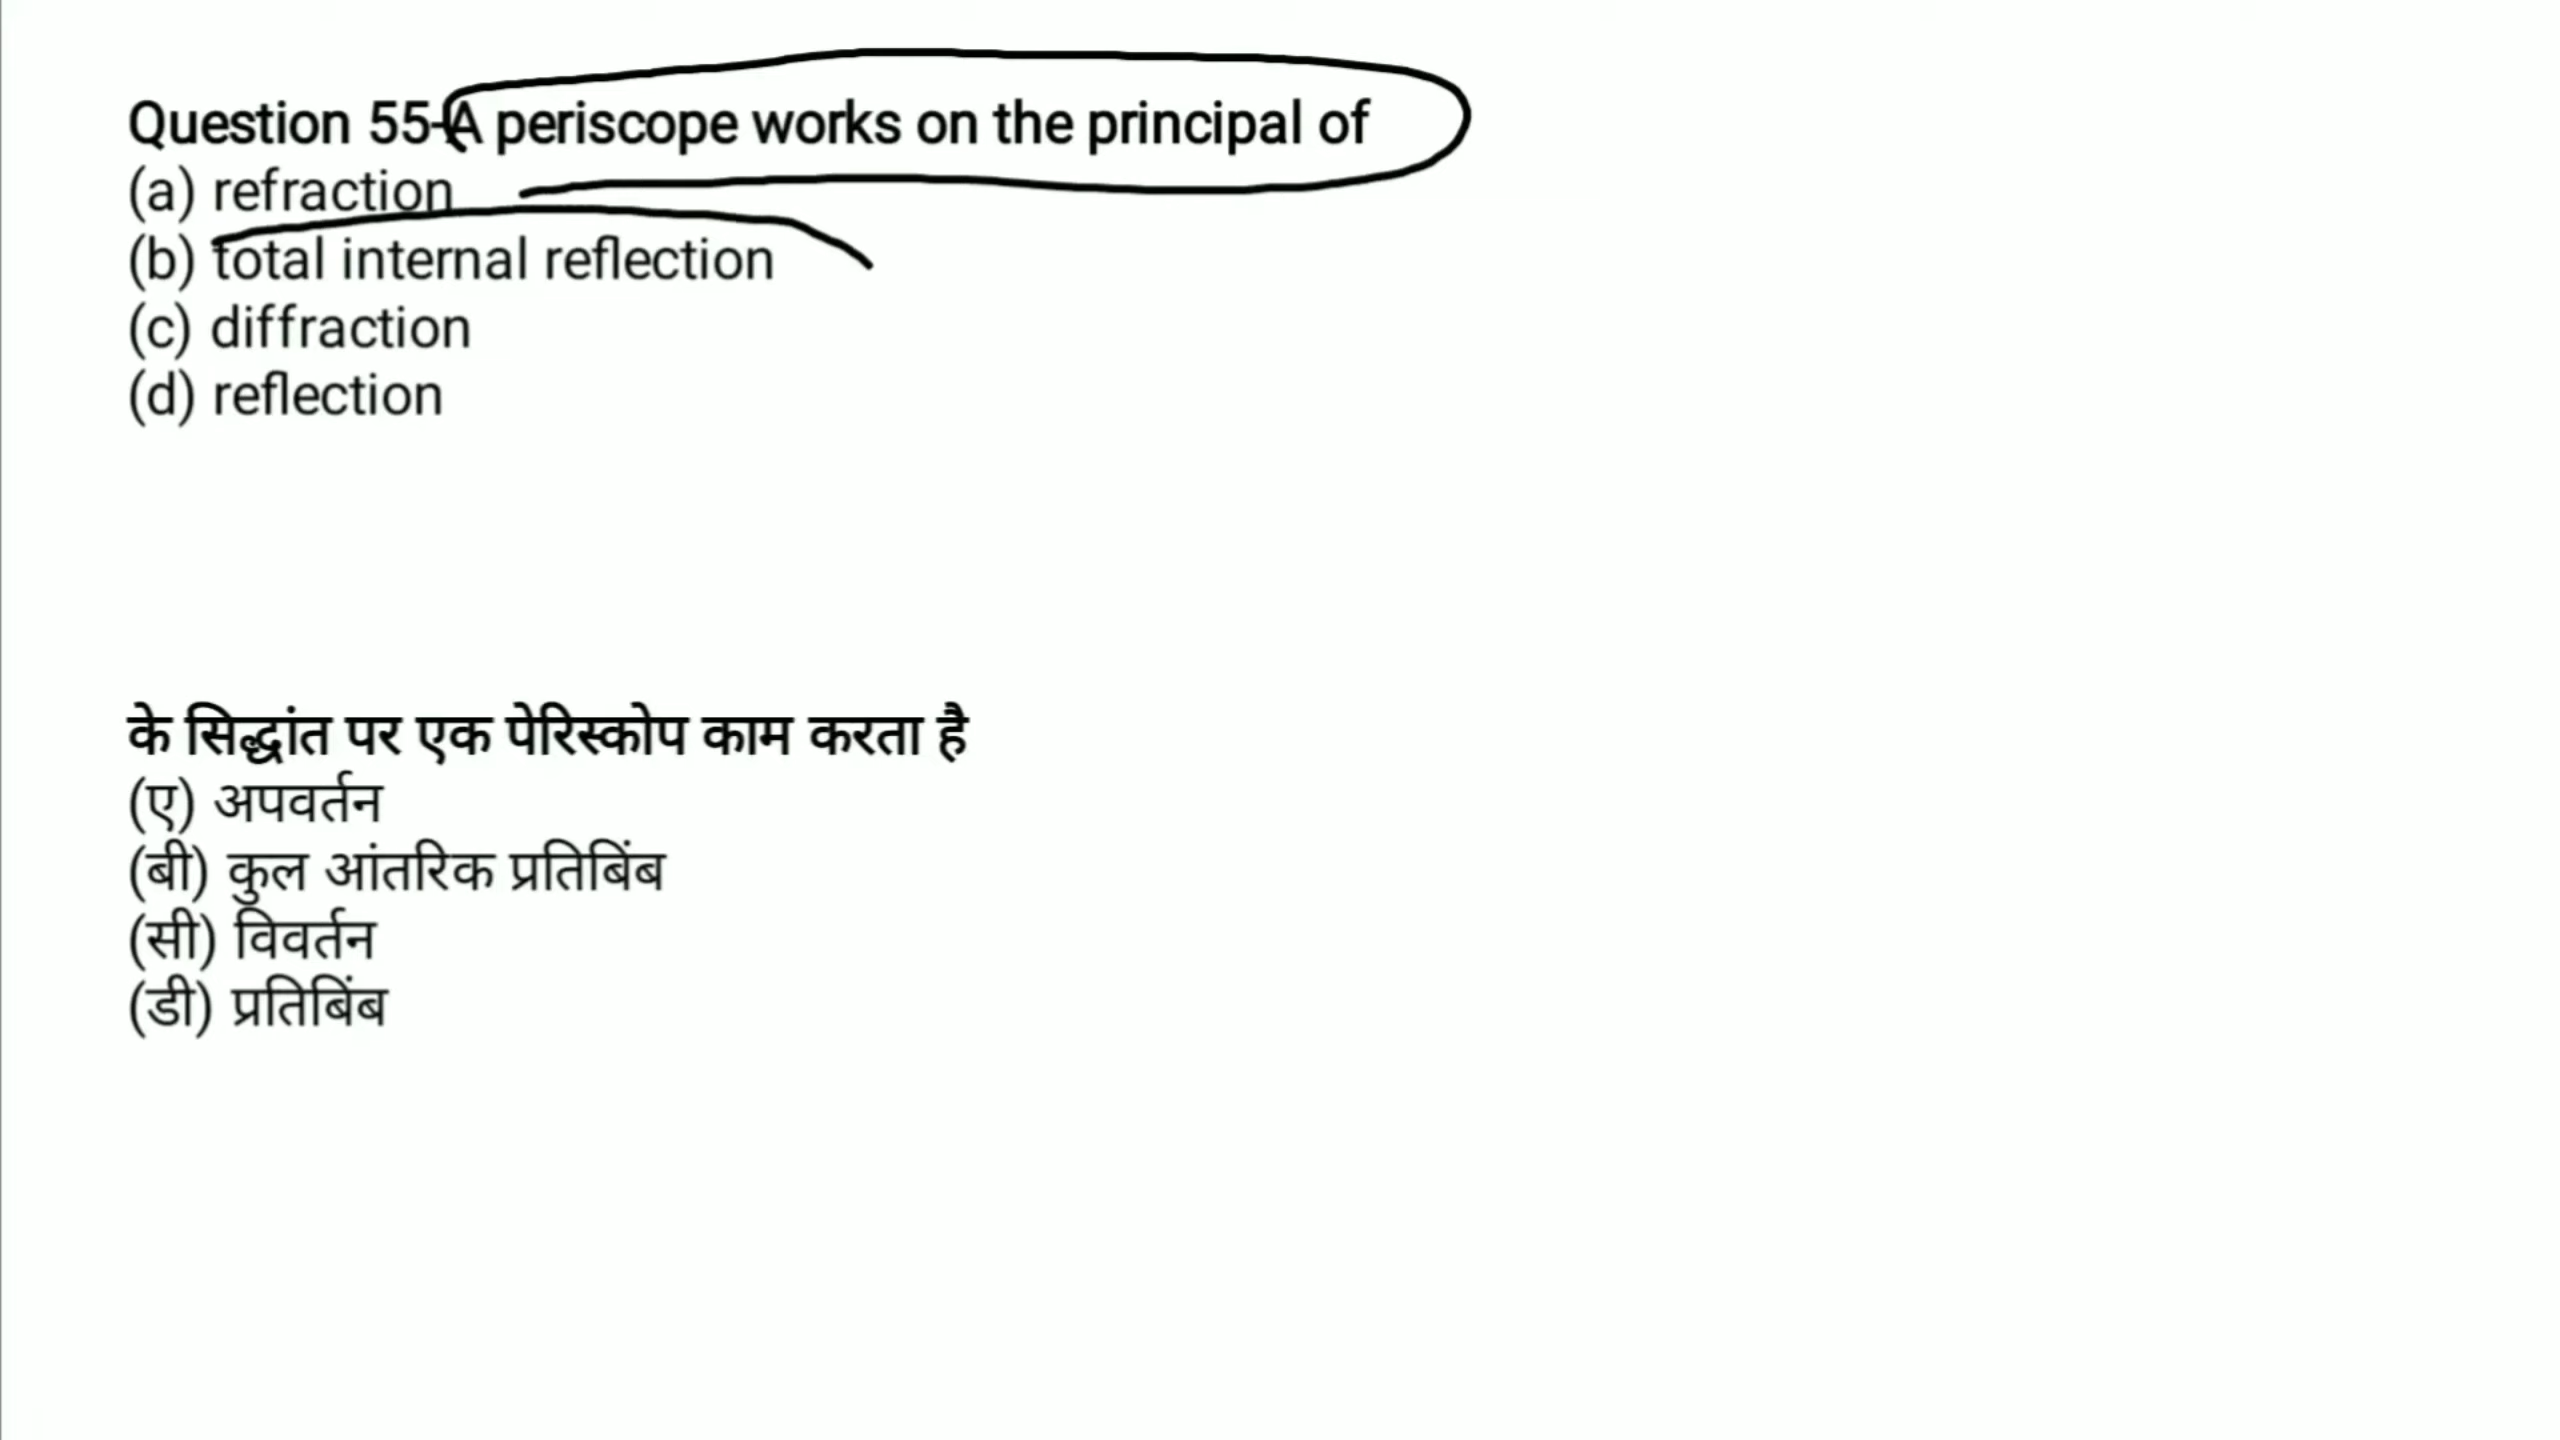 Question 55-A periscope works on the principal of
(a) refraction
(b) total internal reflection
(c) diffraction
(d) reflection
के सिद्धांत पर एक पेरिस्कोप काम करता है
(ए) अपवर्तन
(बी) कुल आंतरिक प्रतिबिंब
(सी) विवर्तन
(डी) प्रतिबिंब